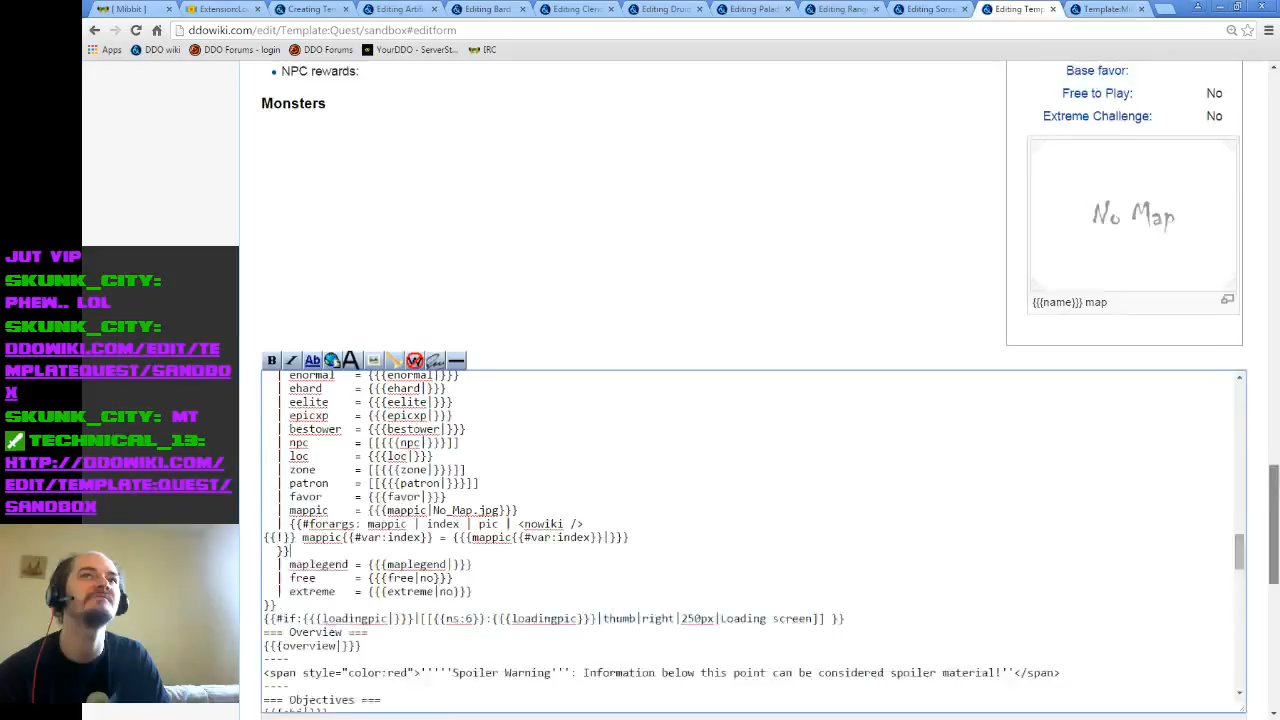 [ Mibbit ]
Extension:Lo
Creating Tem
Editing Artifi
Editing Bard
Editing Cleric
Editing Druid
Editing Palad
Editing Rang
Editing Sorce
Editing Temp
Template:Mi
ddowiki.com/edit/Template:Quest/sandbox#editform
Apps
DDO wiki
DDO Forums - login
DDO Forums
YourDDO - ServerSt...
IRC
NPC rewards:
Monsters
Base favor:
Free to Play: No
Extreme Challenge: No
No Map
{{{name}}} map
JUT VIP
SKUNK_CITY:
PHEW.. LOL
SKUNK_CITY:
DDOWIKI.COM/EDIT/TE
MPLATEQUEST/SANDBO
X
SKUNK_CITY: MT
TECHNICAL_13:
HTTP://DDOWIKI.COM/
EDIT/TEMPLATE:QUEST/
SANDBOX
B I Ab A W
| enormal = {{{enormal|}}}
| ehard = {{{ehard|}}}
| eelite = {{{eelite|}}}
| epicxp = {{{epicxp|}}}
| bestower = {{{bestower|}}}
| npc = [[{{{npc|}}}]]
| loc = {{{loc|}}}
| zone = [[{{{zone|}}}]]
| patron = [[{{{patron|}}}]]
| favor = {{{favor|}}}
| mappic = {{{mappic|No_Map.jpg}}}
| {{#forargs: mappic | index | pic | <nowiki />
{{!}} mappic{{#var:index}} = {{{mappic{{#var:index}}|}}}
}}
| maplegend = {{{maplegend|}}}
| free = {{{free|no}}}
| extreme = {{{extreme|no}}}
}}
{{#if:{{{loadingpic|}}}|[[{{ns:6}}:{{{loadingpic}}}|thumb|right|250px|Loading screen]] }}
=== Overview ===
{{{overview|}}}
----
<span style="color:red">'''''Spoiler Warning''': Information below this point can be considered spoiler material!''</span>
----
=== Objectives ===